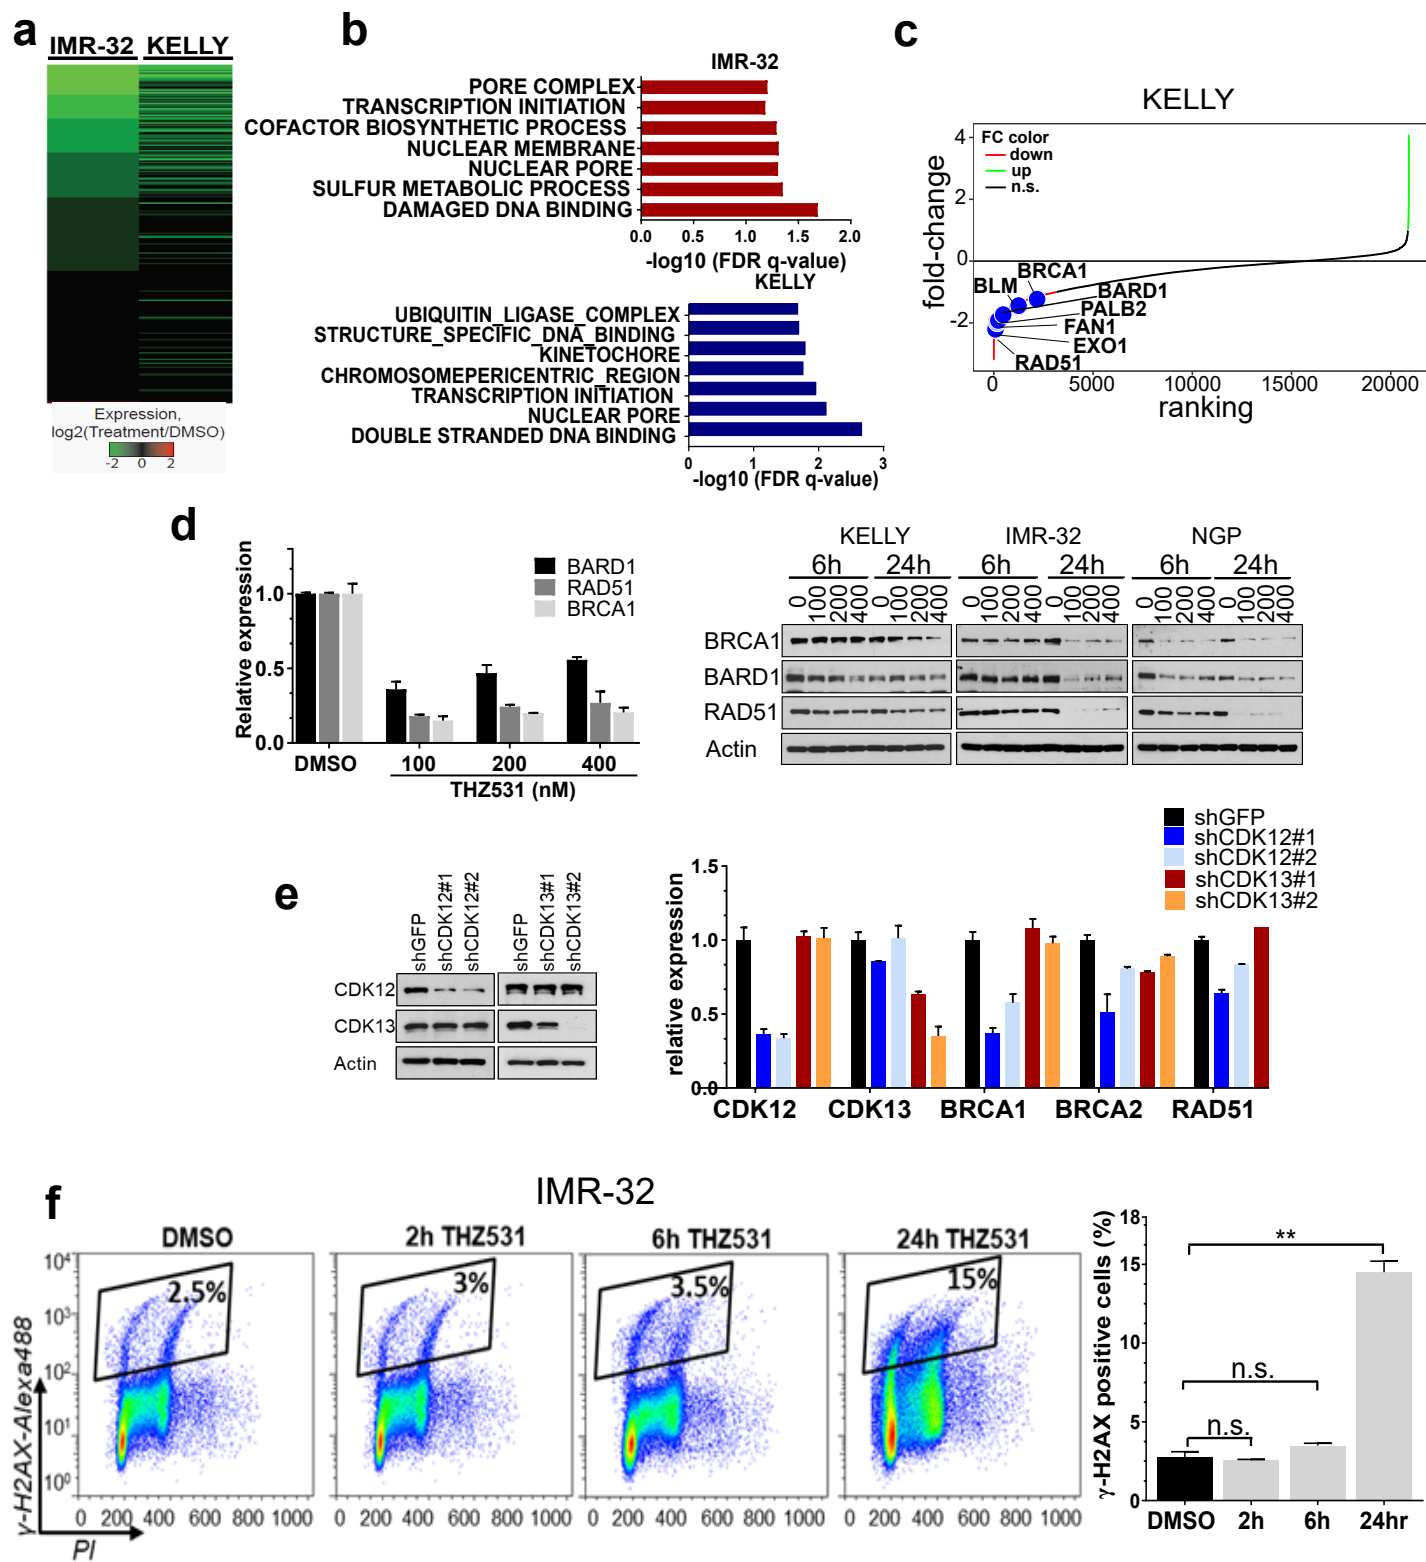 a
IMR-32 KELLY
Expression,
log2(Treatment/DMSO)
-2 0 2
b
IMR-32
PORE COMPLEX
TRANSCRIPTION INITIATION
COFACTOR BIOSYNTHETIC PROCESS
NUCLEAR MEMBRANE
NUCLEAR PORE
SULFUR METABOLIC PROCESS
DAMAGED DNA BINDING
0.0 0.5 1.0 1.5 2.0
-log10 (FDR q-value)
KELLY
UBIQUITIN_LIGASE_COMPLEX
STRUCTURE_SPECIFIC_DNA_BINDING
KINETOCHORE
CHROMOSOMEPERICENTRIC_REGION
TRANSCRIPTION INITIATION
NUCLEAR PORE
DOUBLE STRANDED DNA BINDING
0 1 2 3
-log10 (FDR q-value)
c
KELLY
FC color
down
up
n.s.
fold-change
4
2
0
-2
BRCA1
BLM
BARD1
PALB2
FAN1
EXO1
RAD51
0 5000 10000 15000 20000
ranking
d
Relative expression
1.0
0.5
0.0
BARD1
RAD51
BRCA1
DMSO 100 200 400
THZ531 (nM)
KELLY IMR-32 NGP
6h 24h 6h 24h 6h 24h
0 100 200 400 0 100 200 400 0 100 200 400 0 100 200 400 0 100 200 400 0 100 200 400
BRCA1
BARD1
RAD51
Actin
e
shGFP shCDK12#1 shCDK12#2 shGFP shCDK13#1 shCDK13#2
CDK12
CDK13
Actin
shGFP
shCDK12#1
shCDK12#2
shCDK13#1
shCDK13#2
relative expression
1.5
1.0
0.5
0.0
CDK12 CDK13 BRCA1 BRCA2 RAD51
f
IMR-32
DMSO 2h THZ531 6h THZ531 24h THZ531
2.5% 3% 3.5% 15%
γ-H2AX-Alexa488
10⁴
10³
10²
10¹
10⁰
0 200 400 600 800 1000 0 200 400 600 800 1000 0 200 400 600 800 1000 0 200 400 600 800 1000
PI
γ-H2AX positive cells (%)
18
15
10
5
0
**
n.s.
n.s.
DMSO 2h 6h 24hr